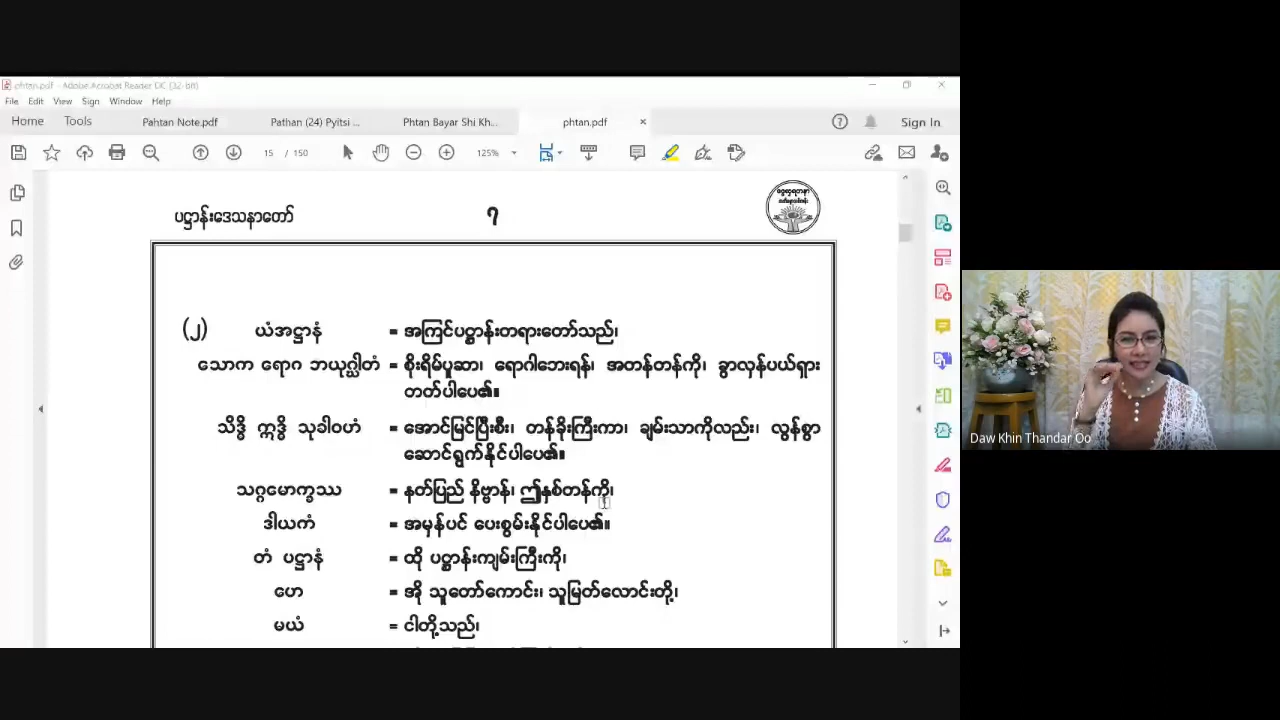 phtan.pdf - Adobe Acrobat Reader DC (32-bit)
File Edit View Sign Window Help
Home Tools Pahtan Note.pdf Pathan (24) Pyitsi ... Phtan Bayar Shi Kh... phtan.pdf × Sign In
15 / 150 125%
ပဋ္ဌာန်းဒေသနာတော် ၇
(၂) ယံအဋ္ဌာနံ = အကြင်ပဋ္ဌာန်းတရားတော်သည်၊
သောက ရောဂ ဘယုဂ္ဃါတံ = စိုးရိမ်ပူဆာ၊ ရောဂါဘေးရန်၊ အတန်တန်ကို၊ ခွာလှန်ပယ်ရှား
တတ်ပါပေ၏။
သိဒ္ဓိ ဣဒ္ဓိ သုခါဝဟံ = အောင်မြင်ပြီးစီး၊ တန်ခိုးကြီးကာ၊ ချမ်းသာကိုလည်း၊ လွန်စွာ
ဆောင်ရွက်နိုင်ပါပေ၏။
သဂ္ဂမောက္ခဿ = နတ်ပြည် နိဗ္ဗာန်၊ ဤနှစ်တန်ကို၊
ဒါယကံ = အမှန်ပင် ပေးစွမ်းနိုင်ပါပေ၏။
တံ ပဋ္ဌာနံ = ထို ပဋ္ဌာန်းကျမ်းကြီးကို၊
ဟေ = အို သူတော်ကောင်း၊ သူမြတ်လောင်းတို့၊
မယံ = ငါတို့သည်၊
Daw Khin Thandar Oo